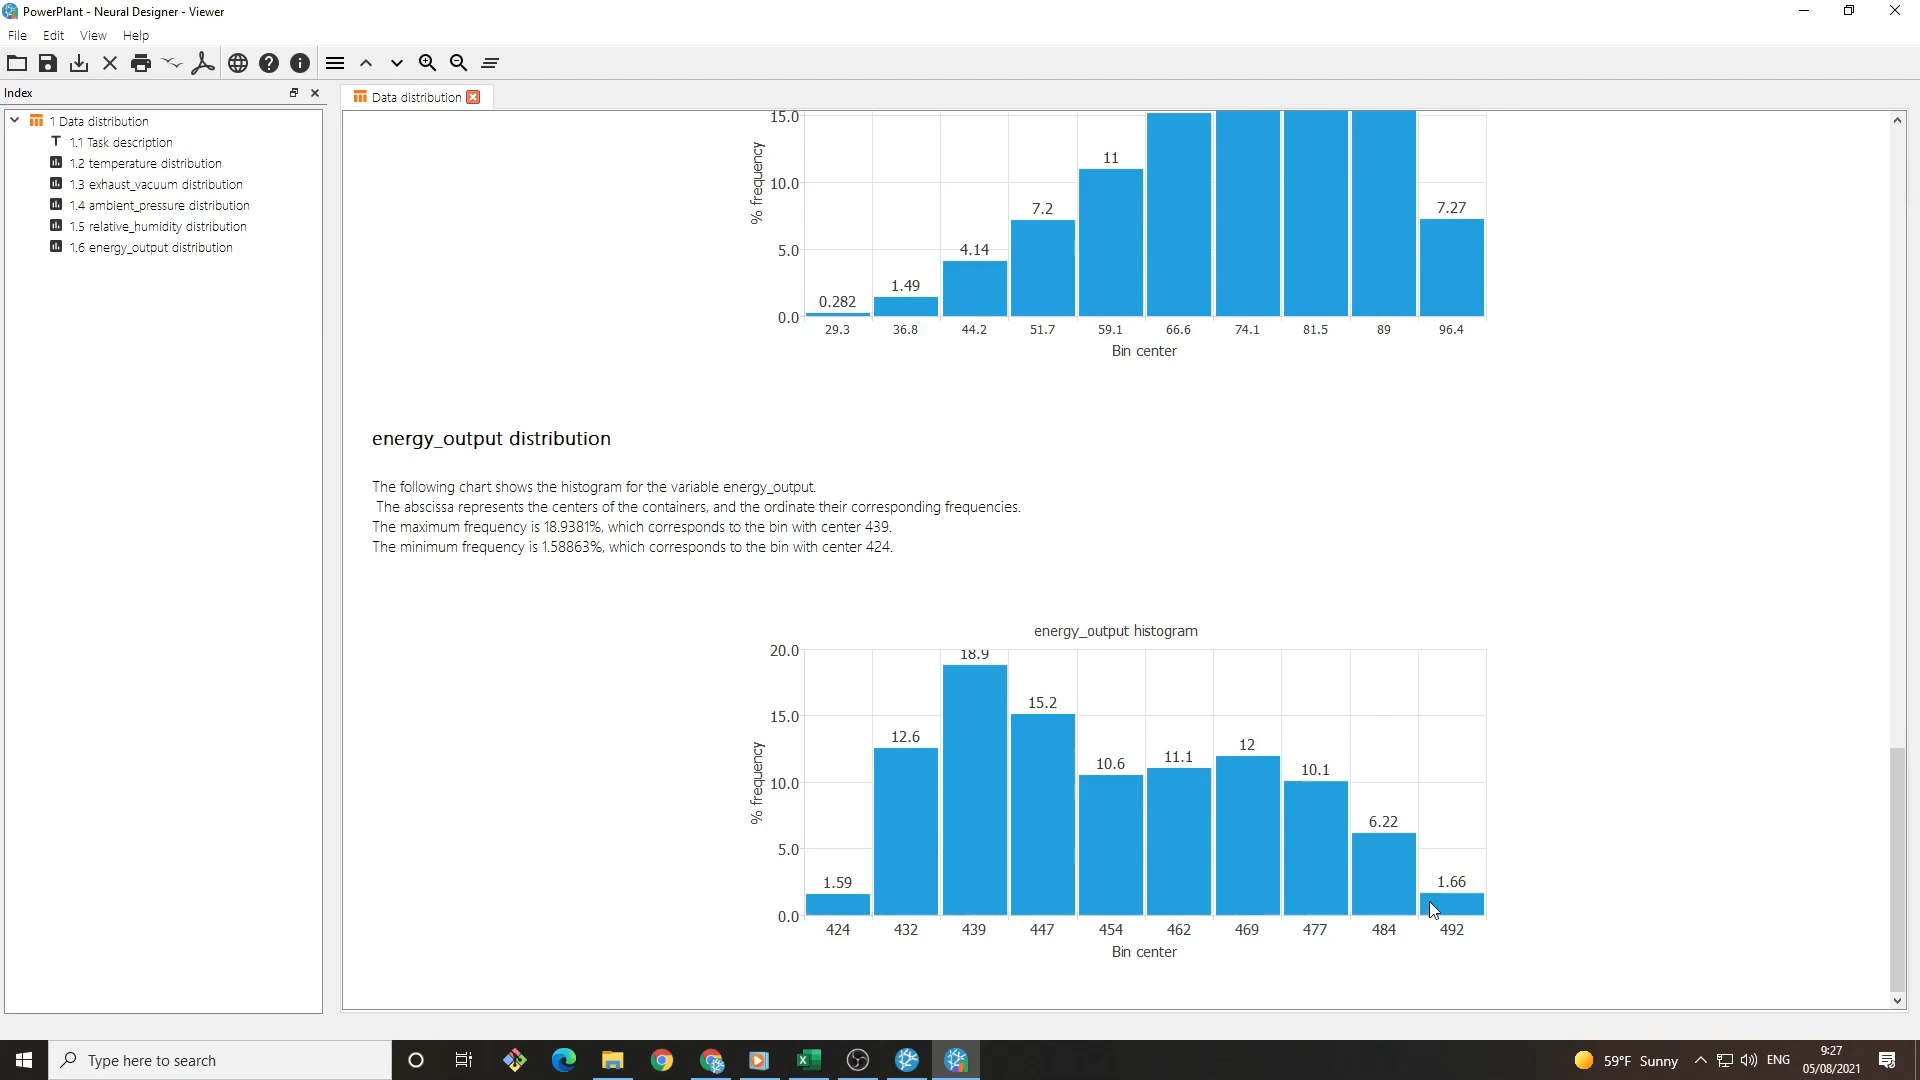 PowerPlant - Neural Designer - Viewer
File Edit View Help
Index
Data distribution
1 Data distribution
1.1 Task description
1.2 temperature distribution
1.3 exhaust_vacuum distribution
1.4 ambient_pressure distribution
1.5 relative_humidity distribution
1.6 energy_output distribution
15.0
10.0
5.0
0.0
% frequency
0.282 1.49 4.14 7.2 11 7.27
29.3 36.8 44.2 51.7 59.1 66.6 74.1 81.5 89 96.4
Bin center
energy_output distribution
The following chart shows the histogram for the variable energy_output.
The abscissa represents the centers of the containers, and the ordinate their corresponding frequencies.
The maximum frequency is 18.9381%, which corresponds to the bin with center 439.
The minimum frequency is 1.58863%, which corresponds to the bin with center 424.
energy_output histogram
20.0
15.0
10.0
5.0
0.0
% frequency
1.59 12.6 18.9 15.2 10.6 11.1 12 10.1 6.22 1.66
424 432 439 447 454 462 469 477 484 492
Bin center
Type here to search
59°F Sunny
ENG
9:27
05/08/2021